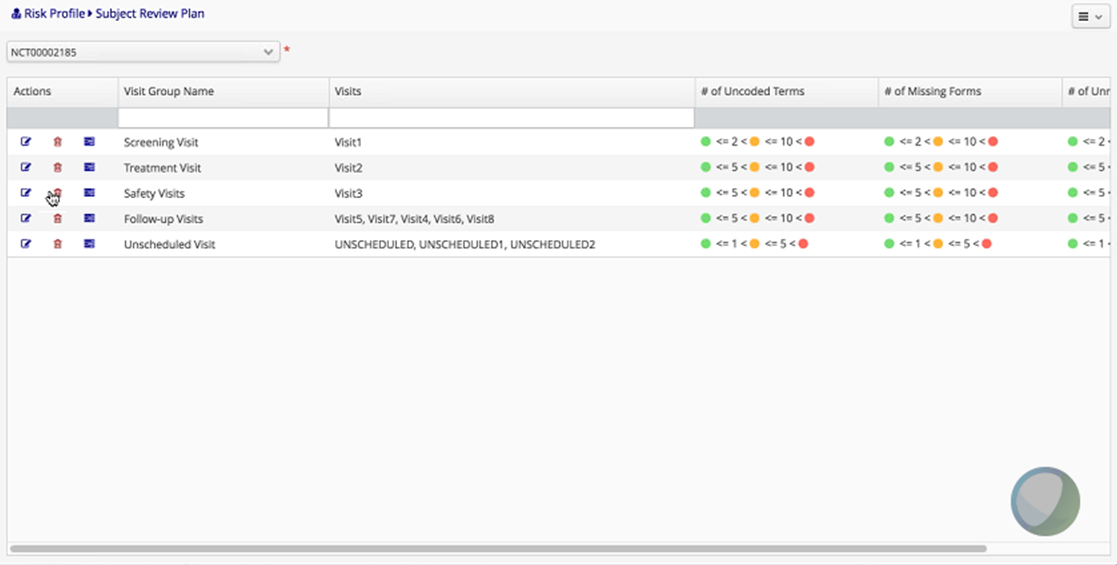 Risk Profile Subject Review Plan
NCT00002185 *
Actions Visit Group Name Visits # of Uncoded Terms # of Missing Forms # of Unr
Screening Visit Visit1 <= 2 < <= 10 < <= 2 < <= 10 < <= 2
Treatment Visit Visit2 <= 5 < <= 10 < <= 5 < <= 10 < <= 5
Safety Visits Visit3 <= 5 < <= 10 < <= 5 < <= 10 < <= 5
Follow-up Visits Visit5, Visit7, Visit4, Visit6, Visit8 <= 5 < <= 10 < <= 5 < <= 10 < <= 5
Unscheduled Visit UNSCHEDULED, UNSCHEDULED1, UNSCHEDULED2 <= 1 < <= 5 < <= 1 < <= 5 < <= 1